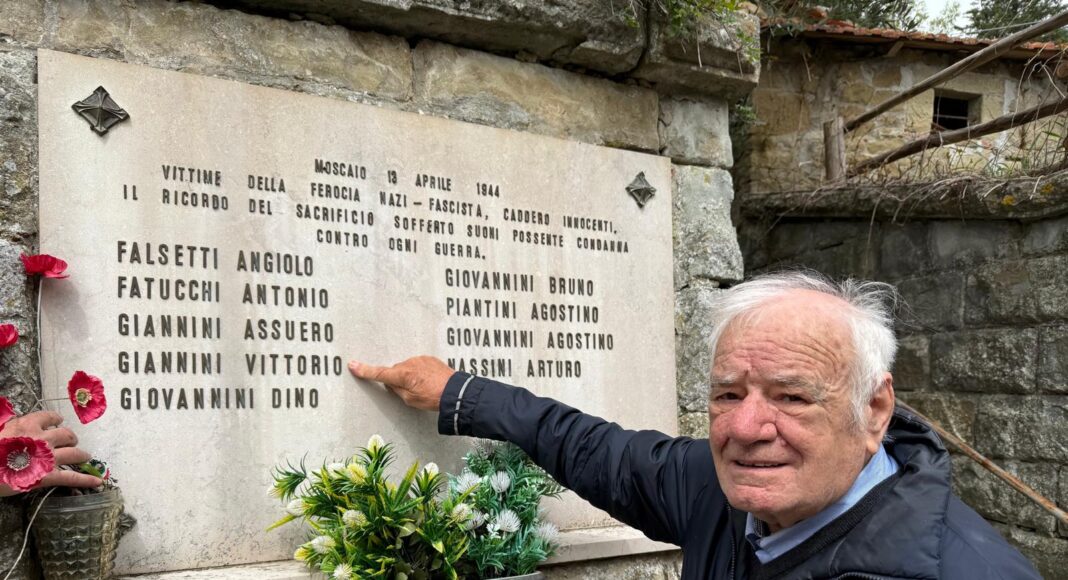 MOSCAIO 13 APRILE 1944
VITTIME DELLA FEROCIA NAZI-FASCISTA, CADDERO INNOCENTI.
IL RICORDO DEL SACRIFICIO SOFFERTO SUONI POSSENTE CONDANNA
CONTRO OGNI GUERRA.
FALSETTI ANGIOLO
FATUCCHI ANTONIO
GIANNINI ASSUERO
GIANNINI VITTORIO
GIOVANNINI DINO
GIOVANNINI BRUNO
PIANTINI AGOSTINO
GIOVANNINI AGOSTINO
NASSINI ARTURO